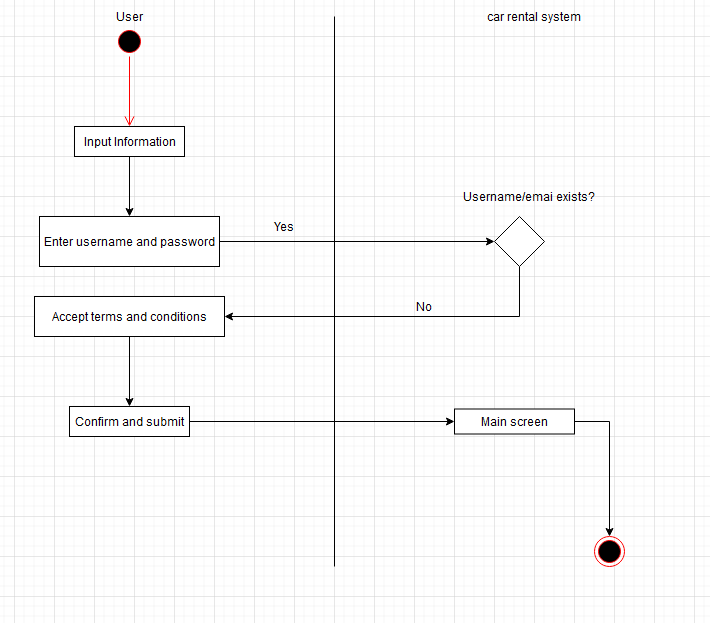 User
car rental system
Input Information
Username/emai exists?
Yes
Enter username and password
No
Accept terms and conditions
Confirm and submit
Main screen